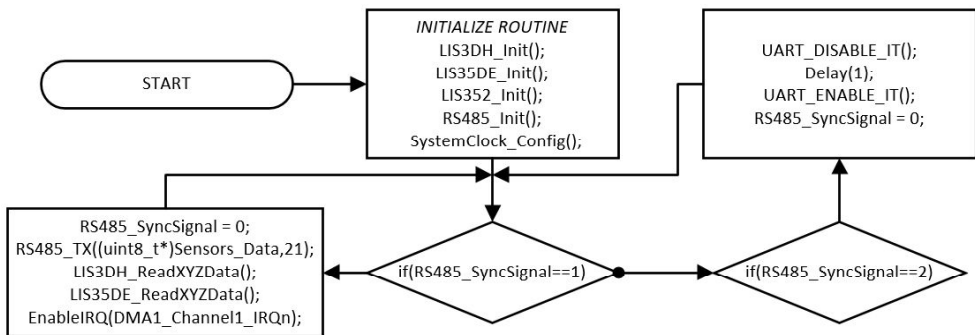 START
INITIALIZE ROUTINE
LIS3DH_Init();
LIS35DE_Init();
LIS352_Init();
RS485_Init();
SystemClock_Config();
UART_DISABLE_IT();
Delay(1);
UART_ENABLE_IT();
RS485_SyncSignal = 0;
RS485_SyncSignal = 0;
RS485_TX((uint8_t*)Sensors_Data,21);
LIS3DH_ReadXYZData();
LIS35DE_ReadXYZData();
EnableIRQ(DMA1_Channel1_IRQn);
if(RS485_SyncSignal==1)
if(RS485_SyncSignal==2)